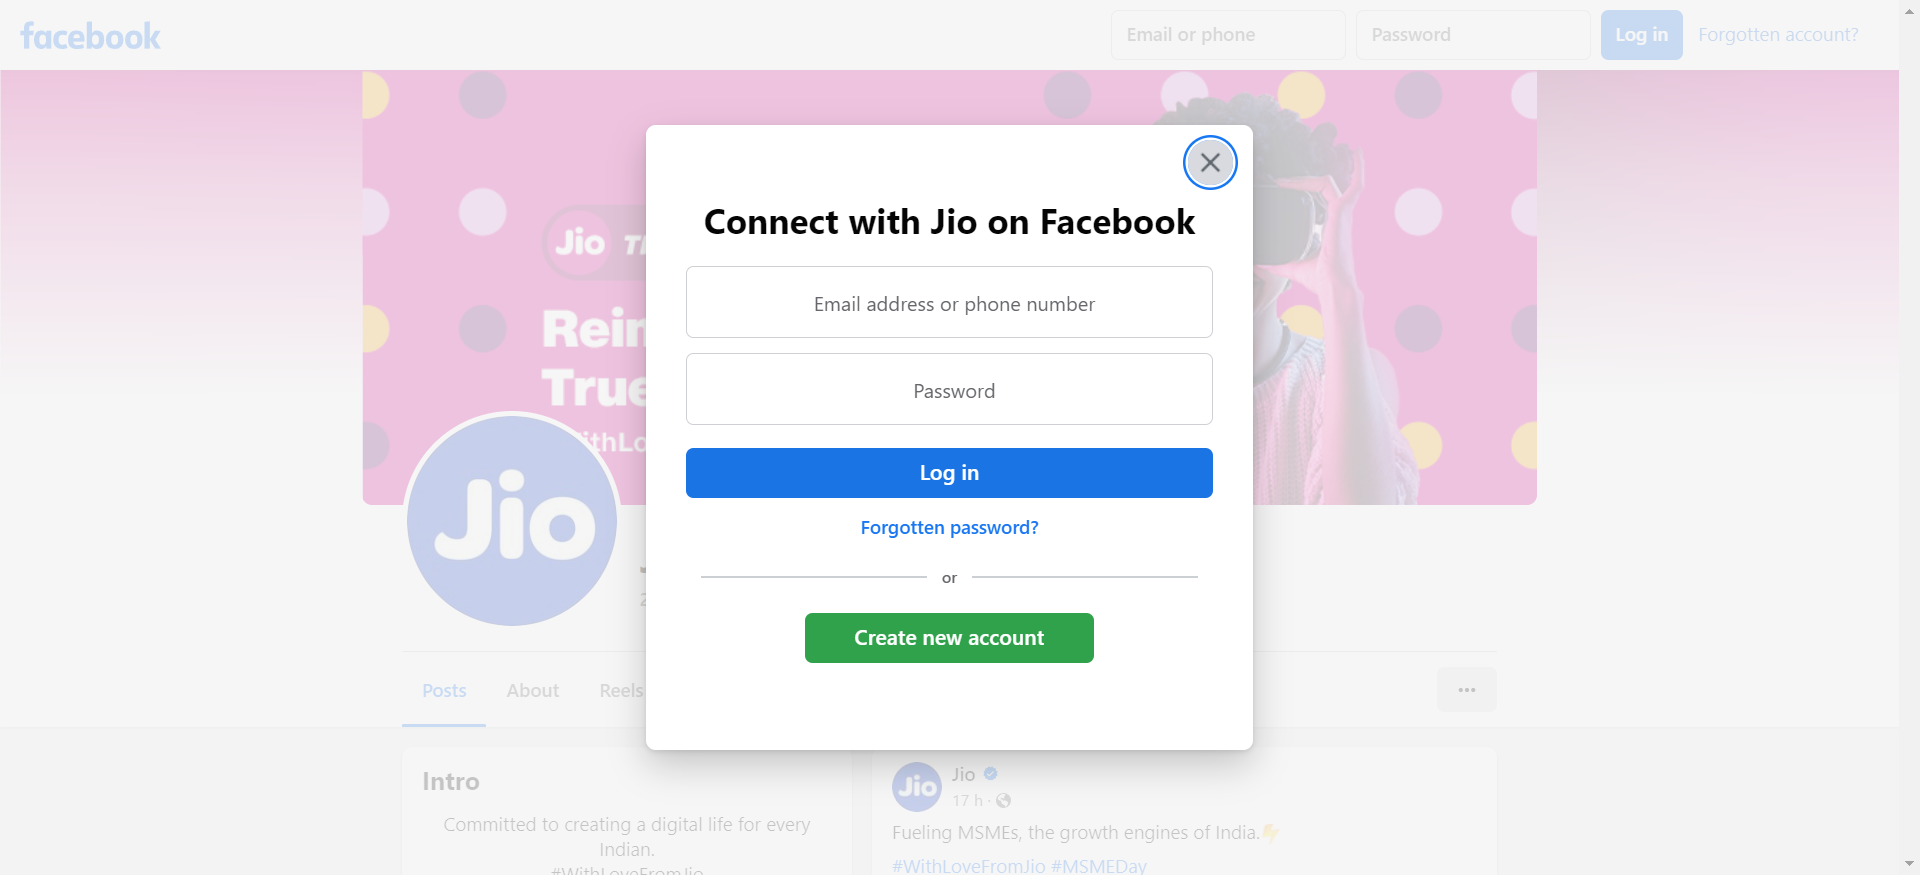 facebook
Email or phone
Password
Log in
Forgotten account?
Jio
Rein
True
ithLo
Jio
Connect with Jio on Facebook
Email address or phone number
Password
Log in
Forgotten password?
or
Create new account
Posts
About
Reels
...
Intro
Committed to creating a digital life for every
Indian.
#WithLoveFromJio
Jio
Jio
17 h ·
Fueling MSMEs, the growth engines of India.⚡
#WithLoveFromJio #MSMEDay